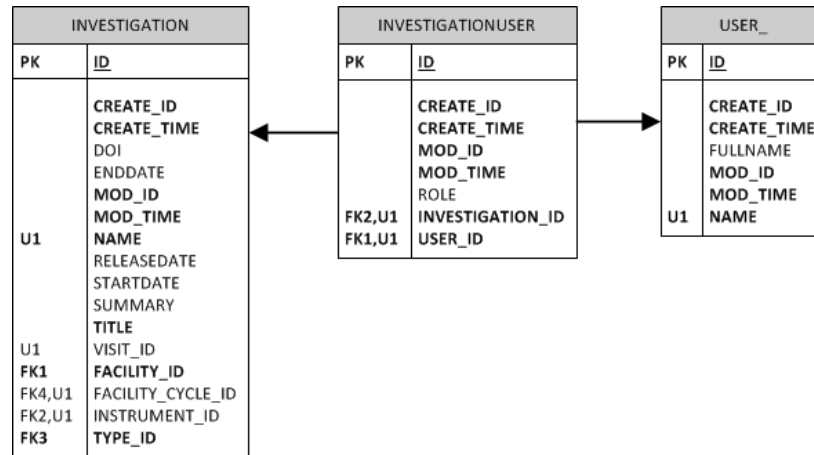 INVESTIGATION
PK ID
CREATE_ID
CREATE_TIME
DOI
ENDDATE
MOD_ID
MOD_TIME
U1 NAME
RELEASEDATE
STARTDATE
SUMMARY
TITLE
U1 VISIT_ID
FK1 FACILITY_ID
FK4,U1 FACILITY_CYCLE_ID
FK2,U1 INSTRUMENT_ID
FK3 TYPE_ID
INVESTIGATIONUSER
PK ID
CREATE_ID
CREATE_TIME
MOD_ID
MOD_TIME
ROLE
FK2,U1 INVESTIGATION_ID
FK1,U1 USER_ID
USER_
PK ID
CREATE_ID
CREATE_TIME
FULLNAME
MOD_ID
MOD_TIME
U1 NAME